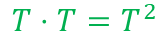 T · T = T²